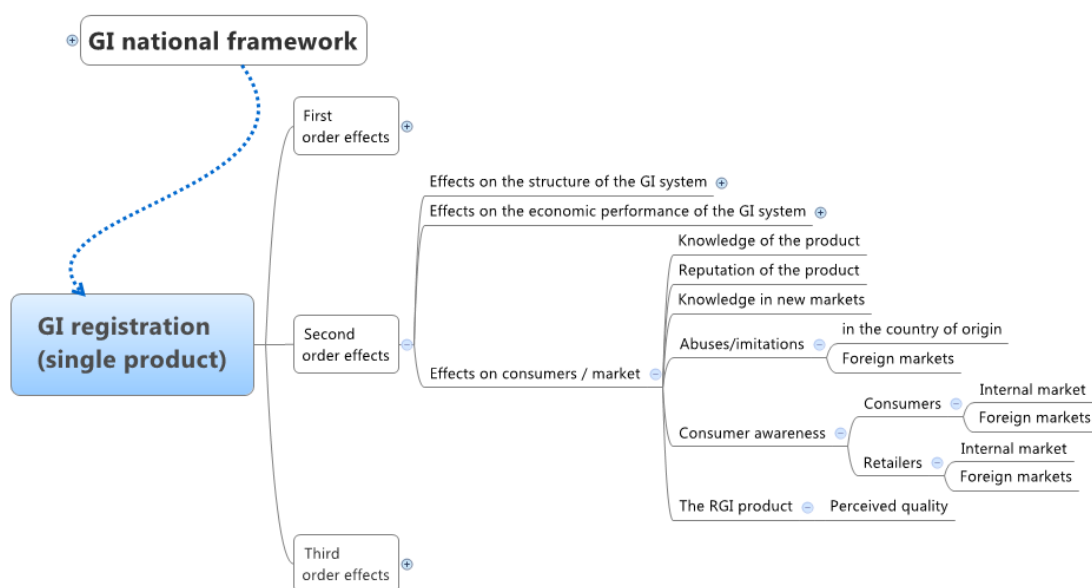 GI national framework
First
order effects
Effects on the structure of the GI system
Effects on the economic performance of the GI system
Knowledge of the product
Reputation of the product
Knowledge in new markets
GI registration
(single product)
Second
order effects
Effects on consumers / market
Abuses/imitations
in the country of origin
Foreign markets
Consumer awareness
Consumers
Internal market
Foreign markets
Retailers
Internal market
Foreign markets
The RGI product
Perceived quality
Third
order effects